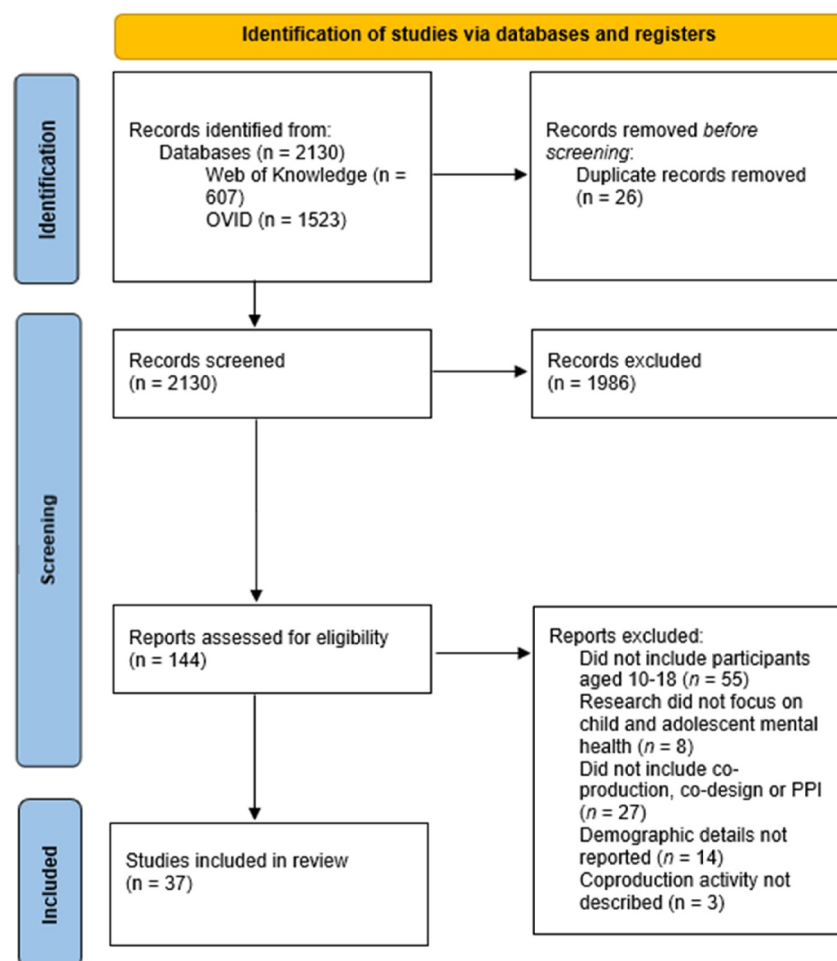 Identification of studies via databases and registers
Identification
Records identified from:
Databases (n = 2130)
Web of Knowledge (n =
607)
OVID (n = 1523)
Records removed before
screening:
Duplicate records removed
(n = 26)
Screening
Records screened
(n = 2130)
Records excluded
(n = 1986)
Reports assessed for eligibility
(n = 144)
Reports excluded:
Did not include participants
aged 10-18 (n = 55)
Research did not focus on
child and adolescent mental
health (n = 8)
Did not include co-
production, co-design or PPI
(n = 27)
Demographic details not
reported (n = 14)
Coproduction activity not
described (n = 3)
Included
Studies included in review
(n = 37)